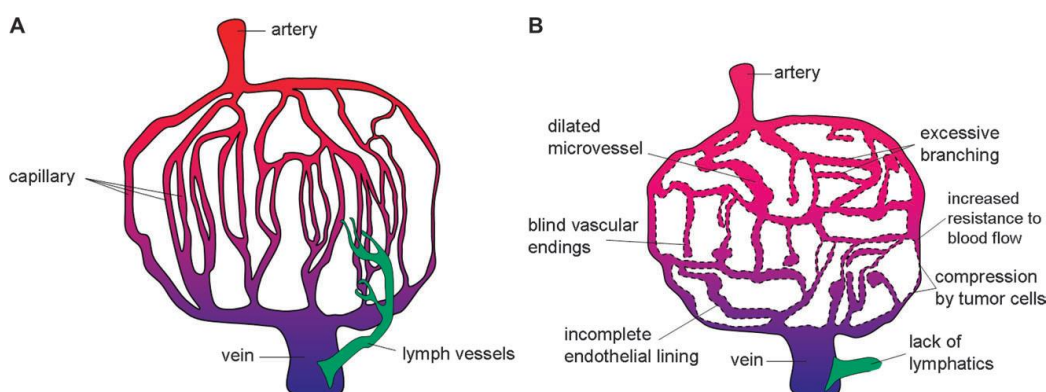 A
artery
capillary
vein
lymph vessels
B
artery
dilated
microvessel
excessive
branching
blind vascular
endings
increased
resistance to
blood flow
compression
by tumor cells
incomplete
endothelial lining
vein
lack of
lymphatics